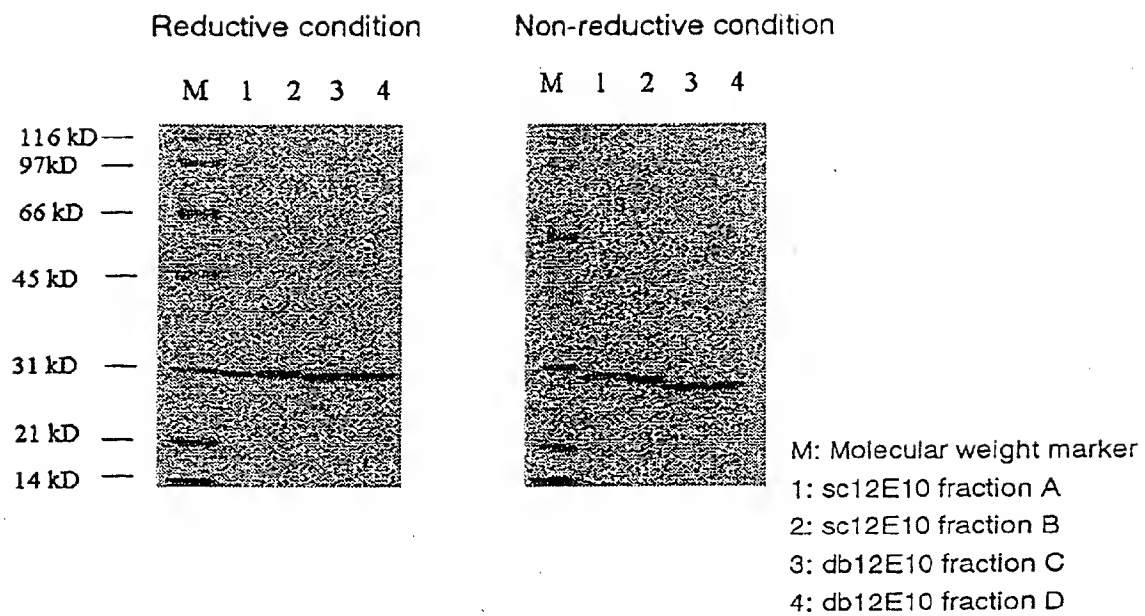 Reductive condition
Non-reductive condition
M 1 2 3 4
M 1 2 3 4
116 kD
97kD
66 kD
45 kD
31 kD
21 kD
14 kD
M: Molecular weight marker
1: sc12E10 fraction A
2: sc12E10 fraction B
3: db12E10 fraction C
4: db12E10 fraction D